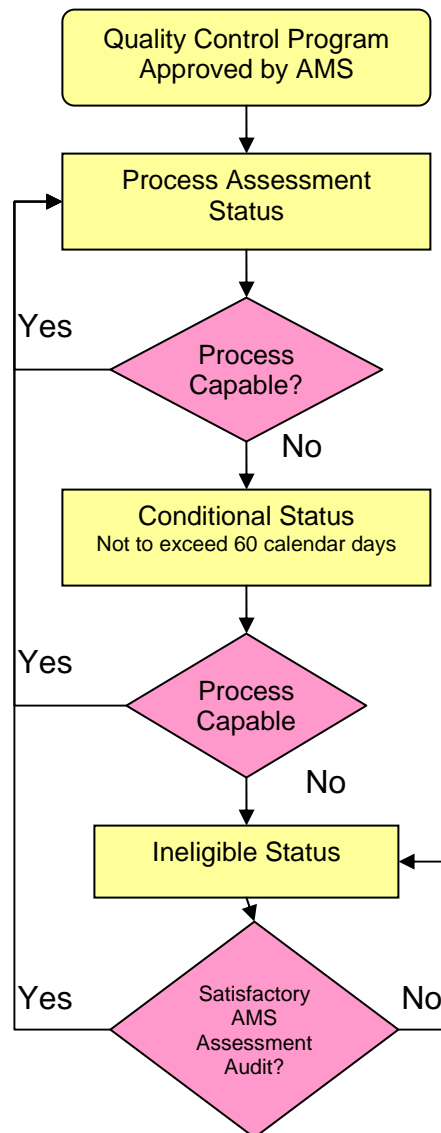 Quality Control Program
Approved by AMS
Process Assessment
Status
Yes
Process
Capable?
No
Conditional Status
Not to exceed 60 calendar days
Yes
Process
Capable
No
Ineligible Status
Yes
Satisfactory
AMS
Assessment
Audit?
No